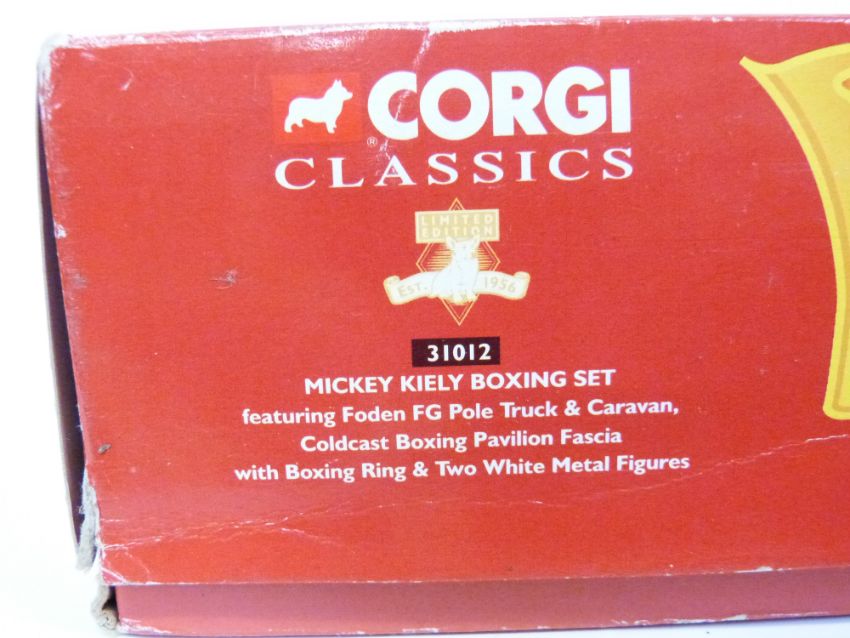 CORGI
®
CLASSICS
LIMITED
EDITION
EST. 1956
31012
MICKEY KIELY BOXING SET
featuring Foden FG Pole Truck & Caravan,
Coldcast Boxing Pavilion Fascia
with Boxing Ring & Two White Metal Figures